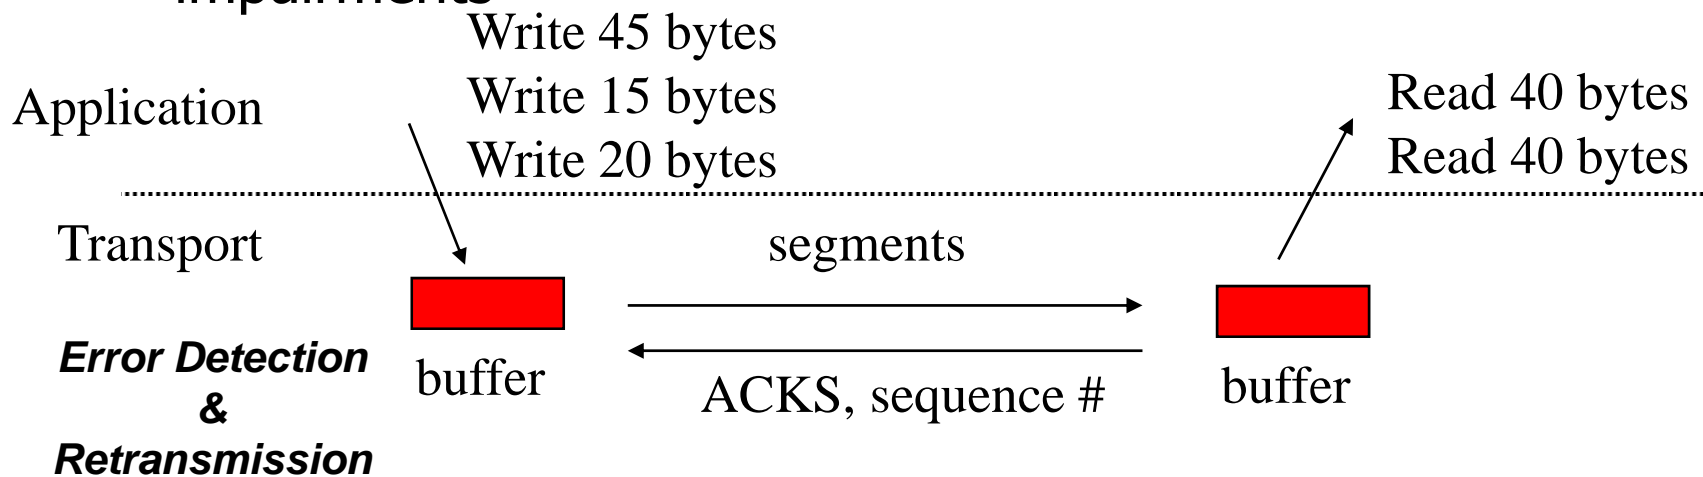 Write 45 bytes
Write 15 bytes
Write 20 bytes
Application
Read 40 bytes
Read 40 bytes
Transport
segments
buffer
ACKS, sequence #
buffer
Error Detection
&
Retransmission